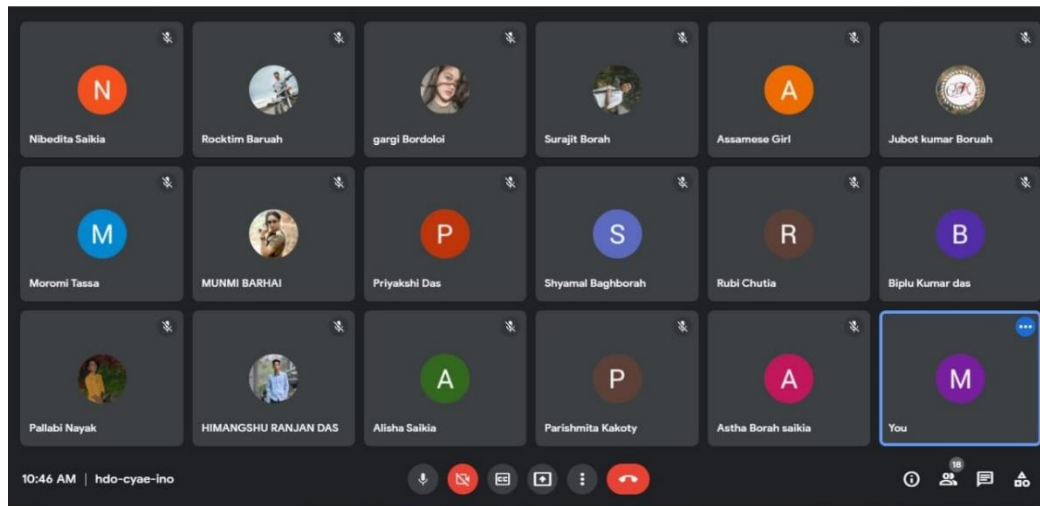 N
Nibedita Saikia
Rocktim Baruah
gargi Bordoloi
Surajit Borah
A
Assamese Girl
Jubot kumar Boruah
M
Moromi Tassa
MUNMI BARHAI
P
Priyakshi Das
S
Shyamal Baghborah
R
Rubi Chutia
B
Biplu Kumar das
Pallabi Nayak
HIMANGSHU RANJAN DAS
A
Alisha Saikia
P
Parishmita Kakoty
A
Astha Borah saikia
M
You
10:46 AM | hdo-cyae-ino
CC
18